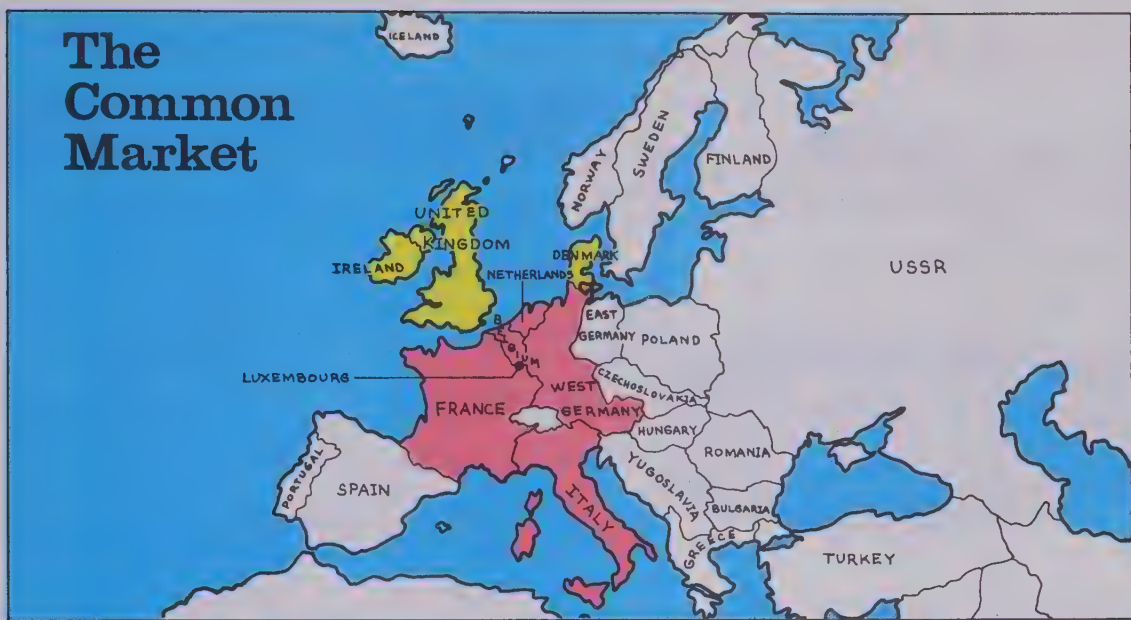 The
Common
Market
ICELAND
NORWAY
SWEDEN
FINLAND
UNITED
KINGDOM
IRELAND
DENMARK
NETHERLANDS
USSR
EAST
GERMANY
POLAND
LUXEMBOURG
CZECHOSLOVAKIA
WEST
GERMANY
FRANCE
HUNGARY
ROMANIA
PORTUGAL
SPAIN
ITALY
YUGOSLAVIA
BULGARIA
GREECE
TURKEY